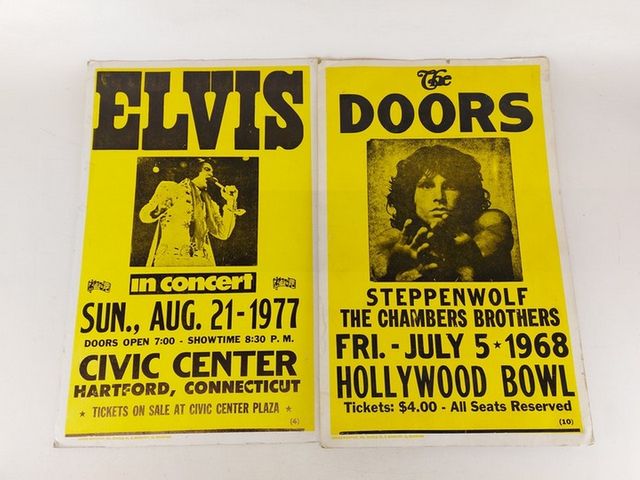 ELVIS
in concert
SUN., AUG. 21-1977
DOORS OPEN 7:00 - SHOWTIME 8:30 P. M.
CIVIC CENTER
HARTFORD, CONNECTICUT
★ TICKETS ON SALE AT CIVIC CENTER PLAZA ★
(6)
The
DOORS
STEPPENWOLF
THE CHAMBERS BROTHERS
FRI. - JULY 5 ★ 1968
HOLLYWOOD BOWL
Tickets: $4.00 - All Seats Reserved
(10)